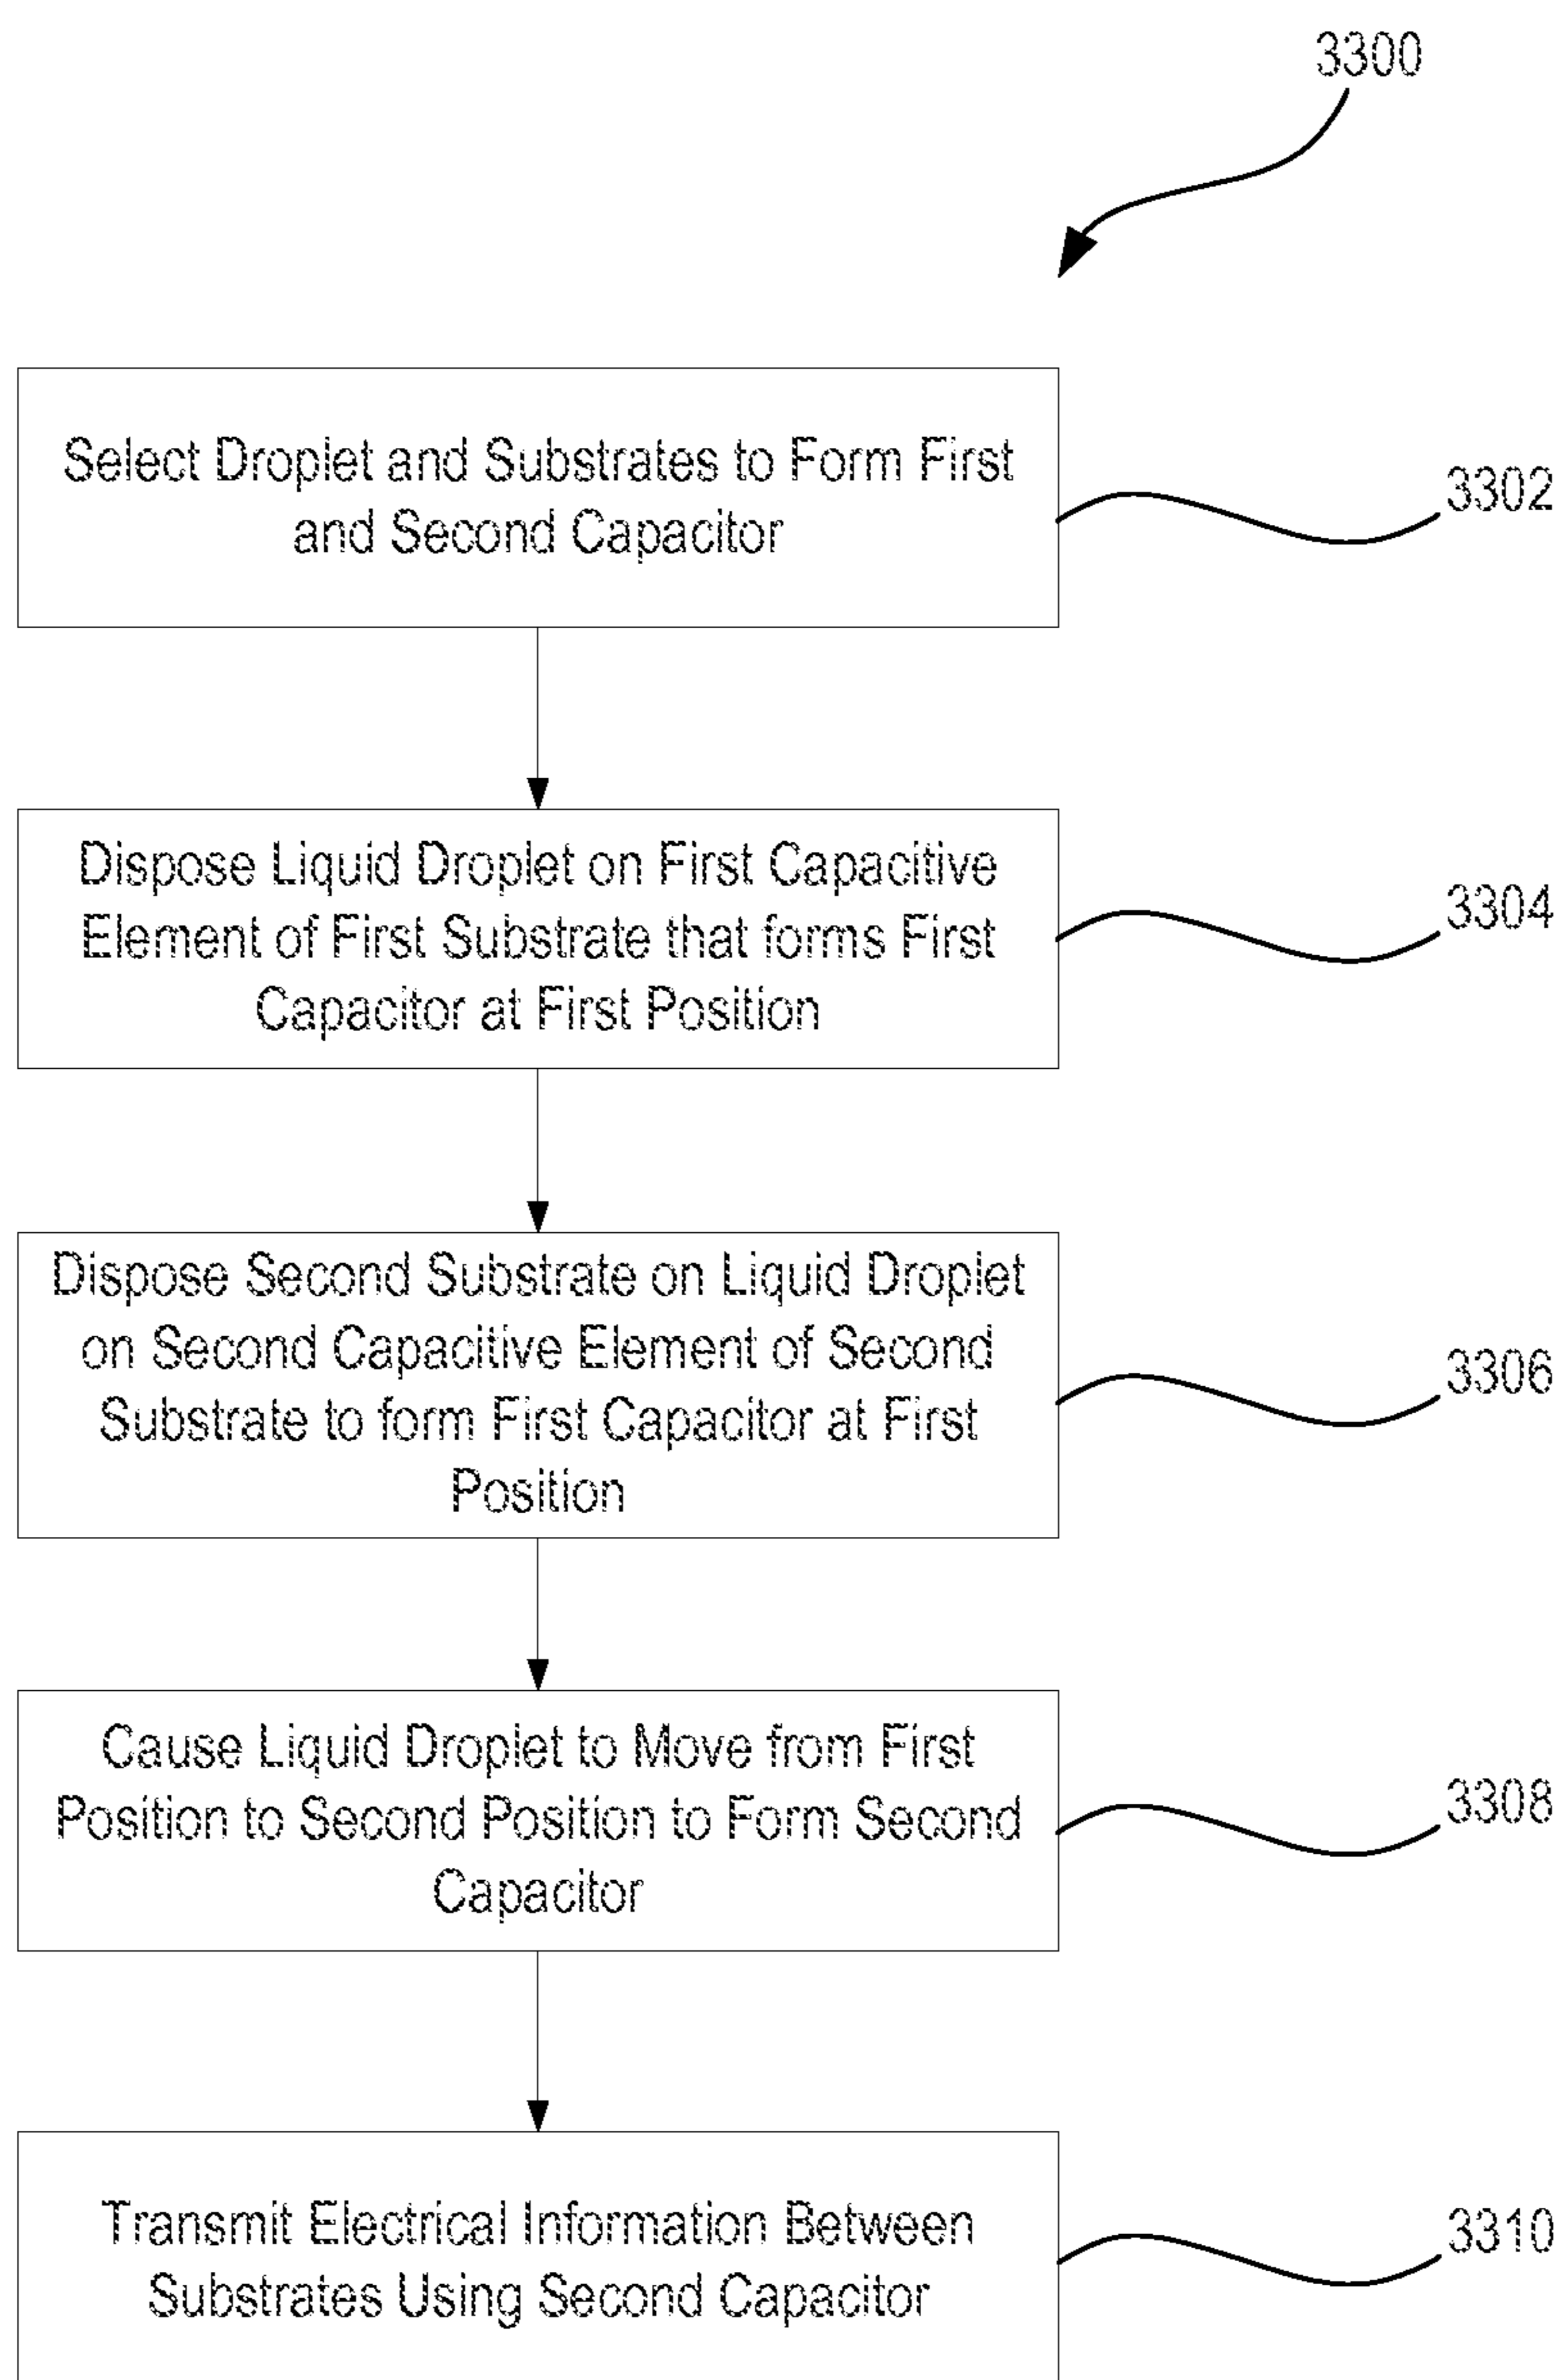 3300
Select Droplet and Substrates to Form First
and Second Capacitor
3302
Dispose Liquid Droplet on First Capacitive
Element of First Substrate that forms First
Capacitor at First Position
3304
Dispose Second Substrate on Liquid Droplet
on Second Capacitive Element of Second
Substrate to form First Capacitor at First
Position
3306
Cause Liquid Droplet to Move from First
Position to Second Position to Form Second
Capacitor
3308
Transmit Electrical Information Between
Substrates Using Second Capacitor
3310